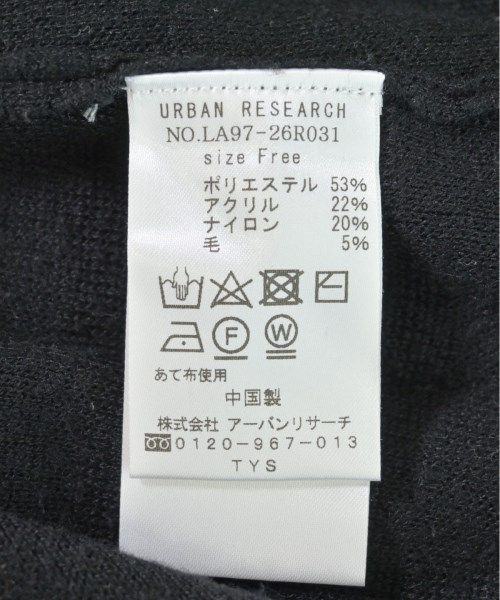 URBAN RESEARCH
NO.LA97-26R031
size Free
ポリエステル 53%
アクリル 22%
ナイロン 20%
毛 5%
F W
あて布使用
中国製
株式会社 アーバンリサーチ
0120-967-013
TYS